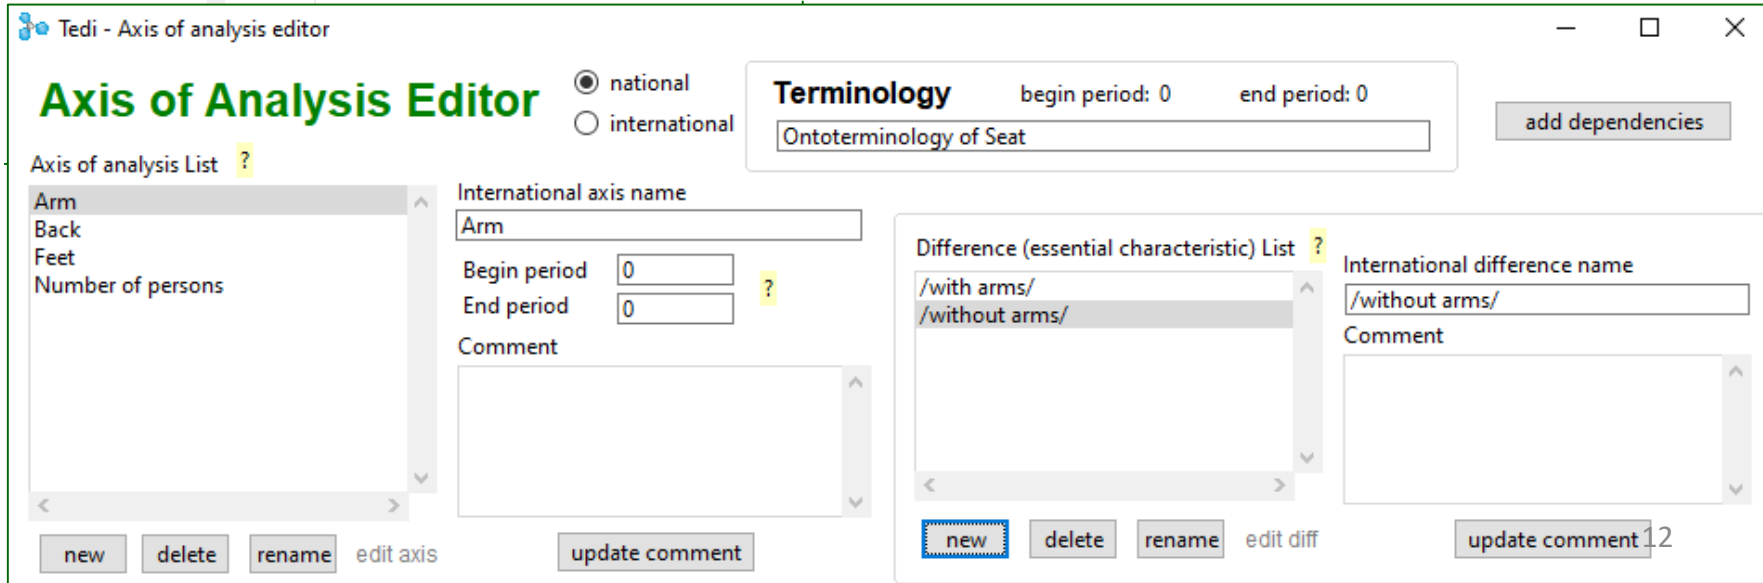 Tedi - Axis of analysis editor
Axis of Analysis Editor
national
international
Terminology
begin period: 0
end period: 0
Ontoterminology of Seat
add dependencies
Axis of analysis List ?
Arm
Back
Feet
Number of persons
new
delete
rename
edit axis
International axis name
Arm
Begin period 0
End period 0
?
Comment
update comment
Difference (essential characteristic) List ?
/with arms/
/without arms/
new
delete
rename
edit diff
International difference name
/without arms/
Comment
update comment
12